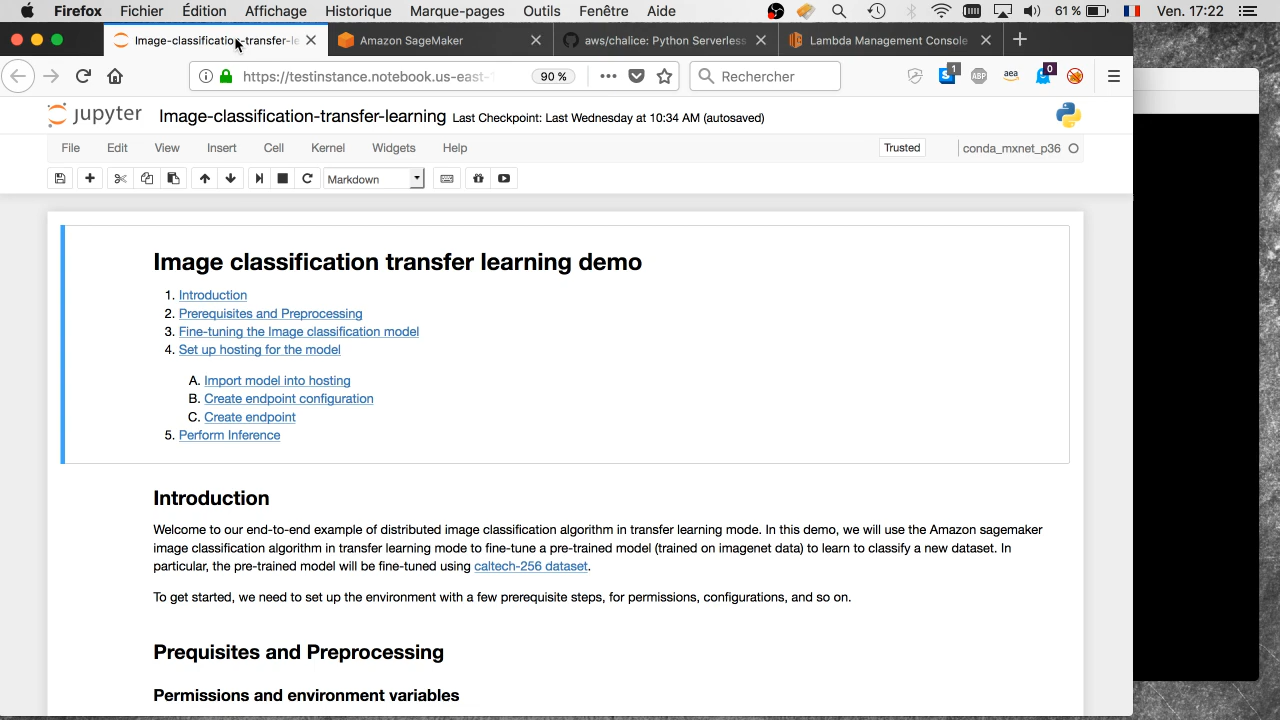 Firefox Fichier Édition Affichage Historique Marque-pages Outils Fenêtre Aide 61 % Ven. 17:22
Image-classification-transfer-le Amazon SageMaker aws/chalice: Python Serverless Lambda Management Console
https://testinstance.notebook.us-east- 90 % Rechercher 1 ABP aea 0
jupyter Image-classification-transfer-learning Last Checkpoint: Last Wednesday at 10:34 AM (autosaved)
File Edit View Insert Cell Kernel Widgets Help Trusted conda_mxnet_p36
Markdown
Image classification transfer learning demo
1. Introduction
2. Prerequisites and Preprocessing
3. Fine-tuning the Image classification model
4. Set up hosting for the model
A. Import model into hosting
B. Create endpoint configuration
C. Create endpoint
5. Perform Inference
Introduction
Welcome to our end-to-end example of distributed image classification algorithm in transfer learning mode. In this demo, we will use the Amazon sagemaker
image classification algorithm in transfer learning mode to fine-tune a pre-trained model (trained on imagenet data) to learn to classify a new dataset. In
particular, the pre-trained model will be fine-tuned using caltech-256 dataset.
To get started, we need to set up the environment with a few prerequisite steps, for permissions, configurations, and so on.
Prequisites and Preprocessing
Permissions and environment variables